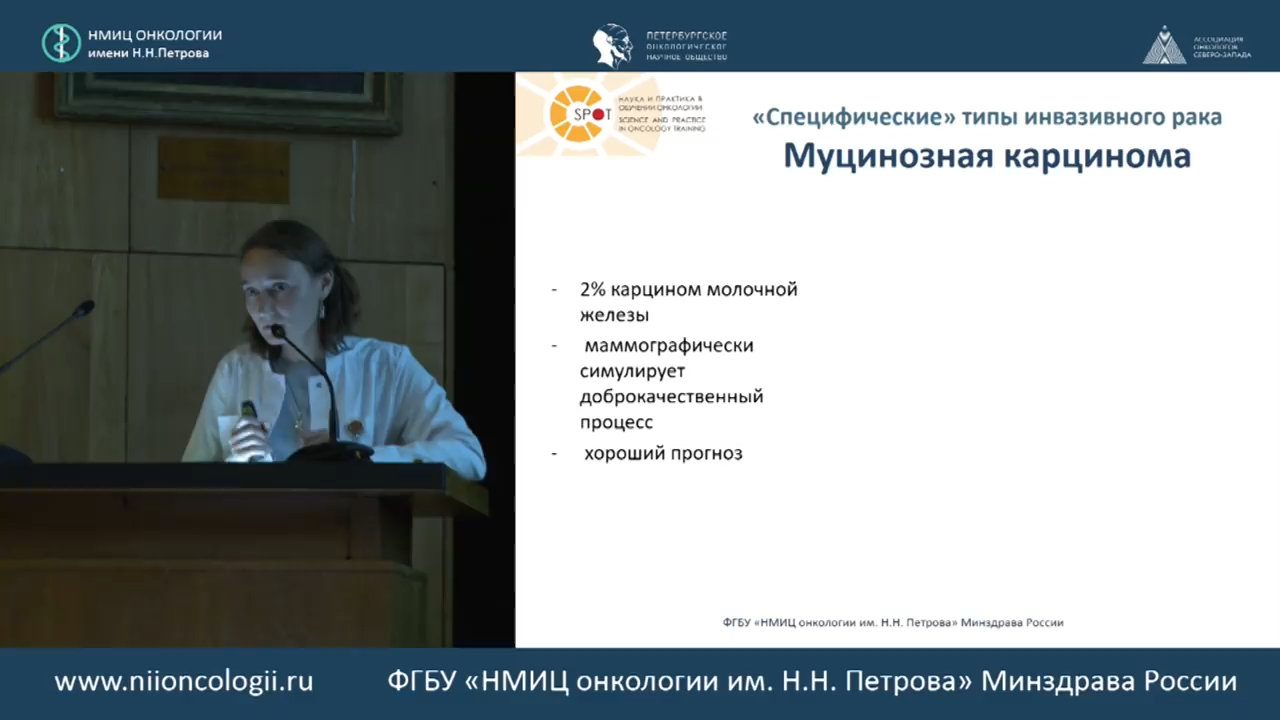 НМИЦ ОНКОЛОГИИ
имени Н.Н.Петрова
ПЕТЕРБУРГСКОЕ
ОНКОЛОГИЧЕСКОЕ
НАУЧНОЕ ОБЩЕСТВО
АССОЦИАЦИЯ
ОНКОЛОГОВ
СЕВЕРО-ЗАПАДА
SPOT
НАУКА И ПРАКТИКА В
ОБУЧЕНИИ ОНКОЛОГИИ
SCIENCE AND PRACTICE
IN ONCOLOGY TRAINING
«Специфические» типы инвазивного рака
Муцинозная карцинома
- 2% карцином молочной
железы
- маммографически
симулирует
доброкачественный
процесс
- хороший прогноз
ФГБУ «НМИЦ онкологии им. Н.Н. Петрова» Минздрава России
www.niioncologii.ru
ФГБУ «НМИЦ онкологии им. Н.Н. Петрова» Минздрава России